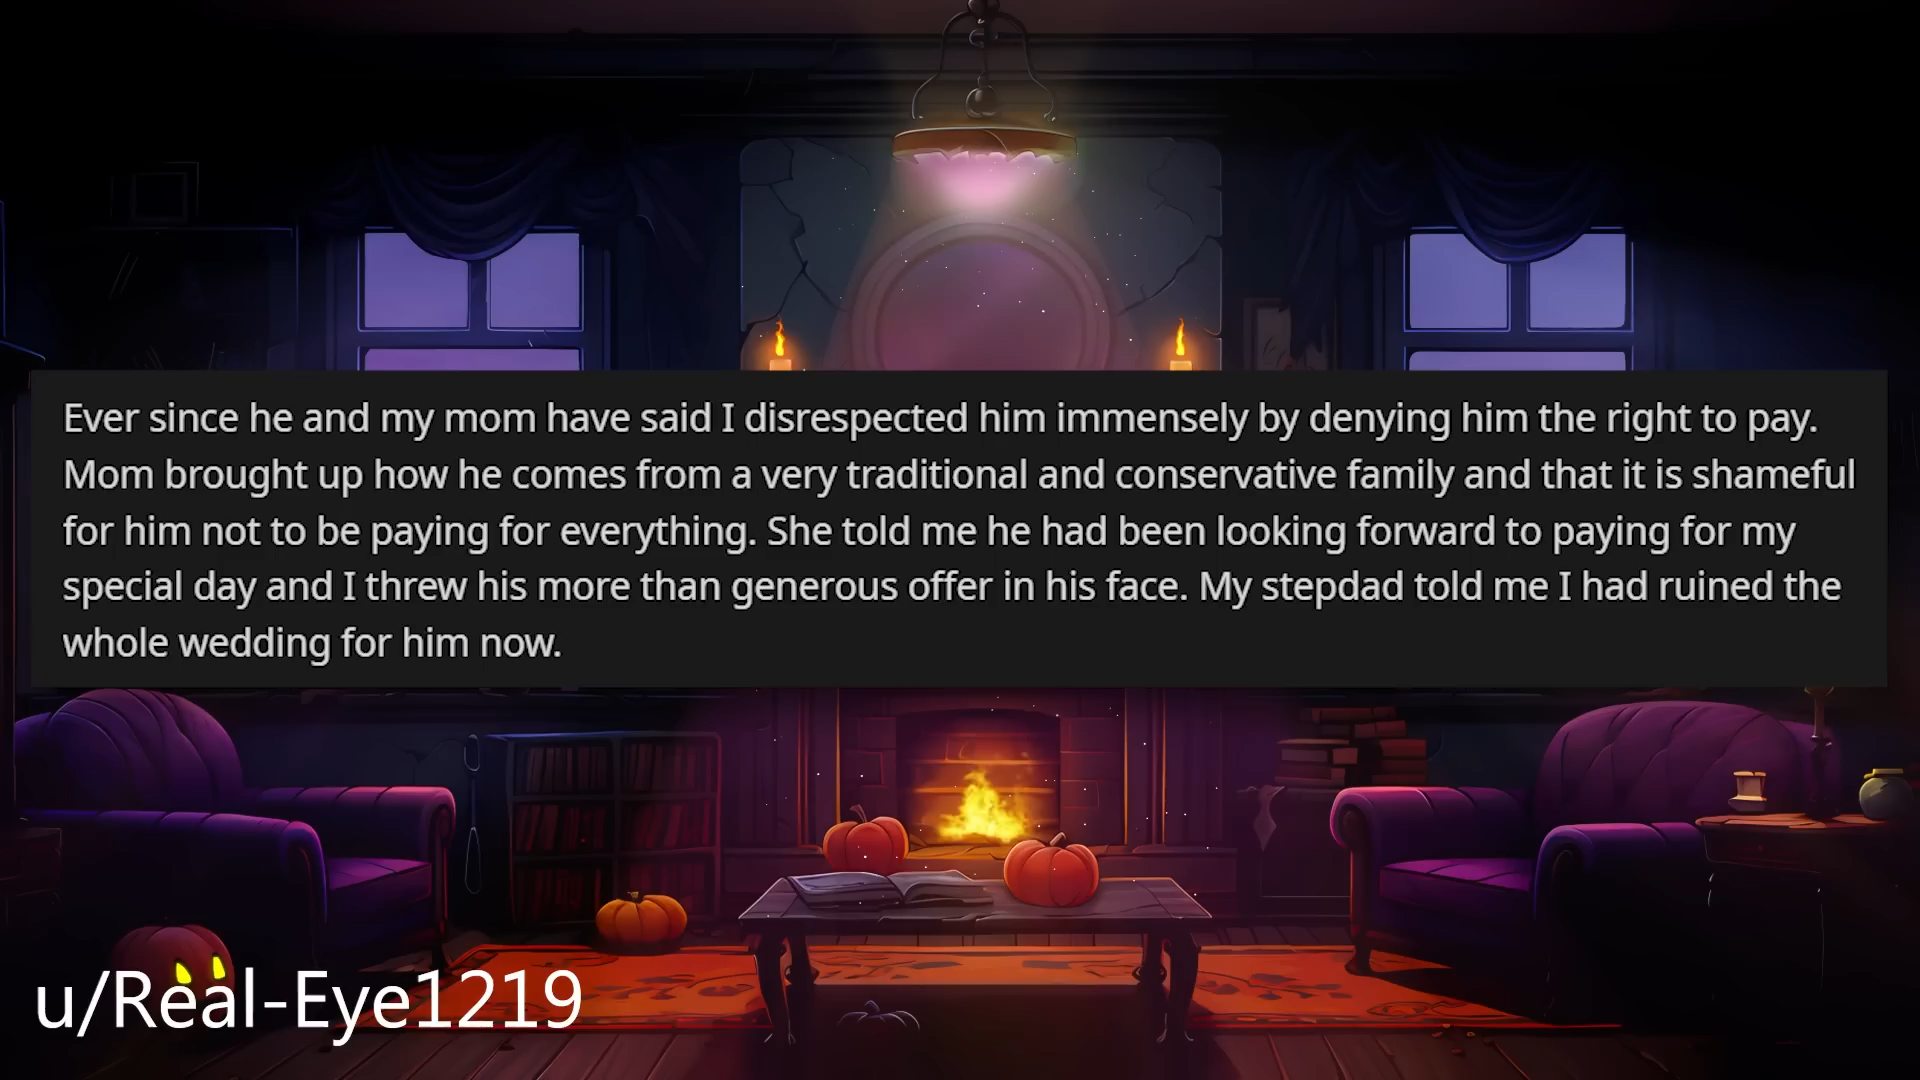 Ever since he and my mom have said I disrespected him immensely by denying him the right to pay.
Mom brought up how he comes from a very traditional and conservative family and that it is shameful
for him not to be paying for everything. She told me he had been looking forward to paying for my
special day and I threw his more than generous offer in his face. My stepdad told me I had ruined the
whole wedding for him now.
u/Real-Eye1219